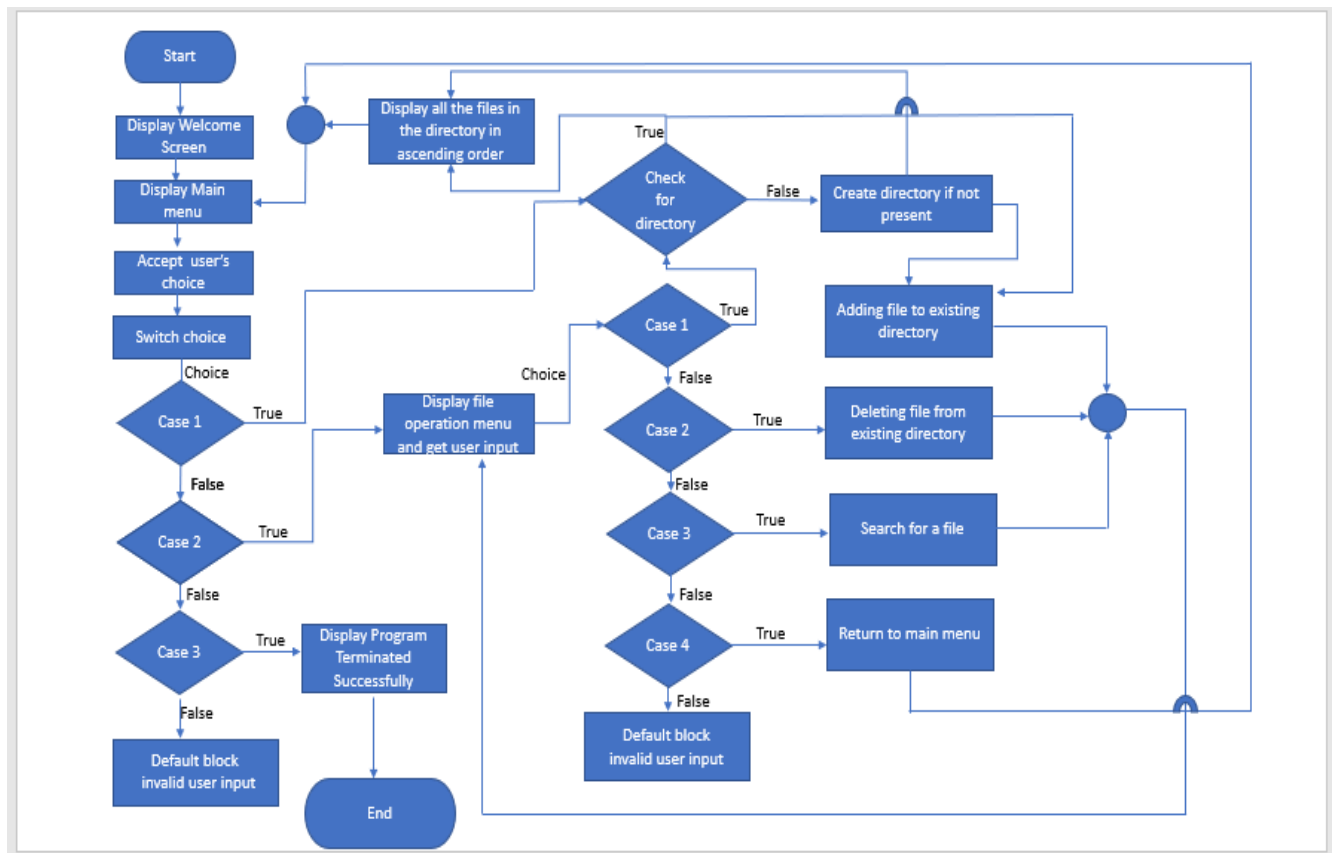 Start
Display Welcome
Screen
Display Main
menu
Accept user's
choice
Switch choice
Choice
Case 1
True
False
Case 2
True
False
Case 3
True
False
Default block
invalid user input
Display Program
Terminated
Successfully
End
Display all the files in
the directory in
ascending order
Display file
operation menu
and get user input
Choice
True
Check
for
directory
False
Create directory if not
present
Case 1
True
False
Adding file to existing
directory
Case 2
True
False
Deleting file from
existing directory
Case 3
True
False
Search for a file
Case 4
True
False
Return to main menu
Default block
invalid user input